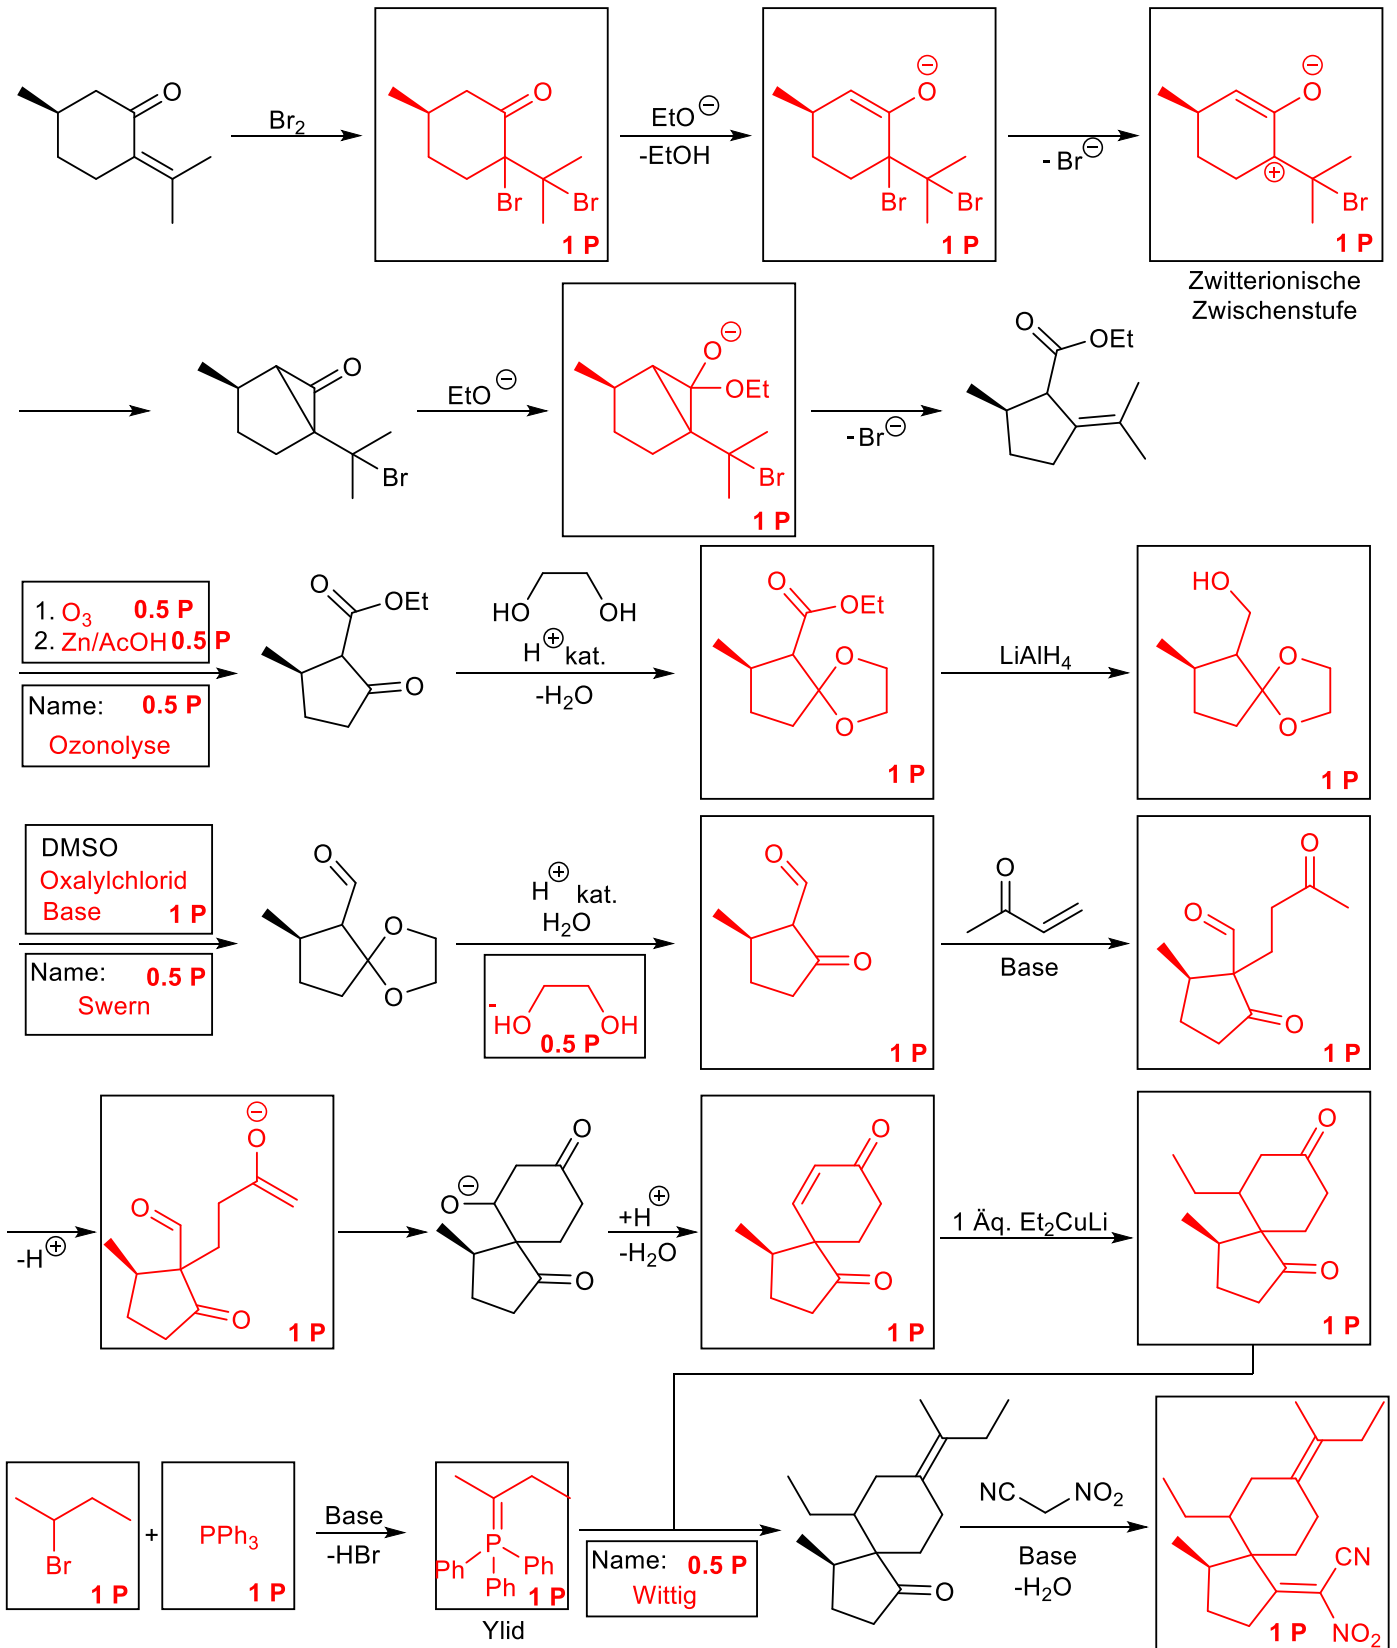 O
Br₂
O
Br
Br
1 P
EtO⊖
-EtOH
⊖
O
Br
Br
1 P
- Br⊖
⊖
O
⊕
Br
1 P
Zwitterionische
Zwischenstufe
O
Br
EtO⊖
⊖
O
OEt
Br
1 P
-Br⊖
O
OEt
1. O₃ 0.5 P
2. Zn/AcOH 0.5 P
Name: 0.5 P
Ozonolyse
O
OEt
O
HO OH
H⊕ kat.
-H₂O
O
OEt
O
O
1 P
LiAlH₄
HO
O
O
1 P
DMSO
Oxalylchlorid
Base 1 P
Name: 0.5 P
Swern
O
O
O
H⊕ kat.
H₂O
-
HO OH
0.5 P
O
O
1 P
O
Base
O
O
O
1 P
-H⊕
⊖
O
O
O
1 P
O
⊖
O
O
+H⊕
-H₂O
O
O
1 P
1 Äq. Et₂CuLi
O
O
1 P
Br
1 P
+
PPh₃
1 P
Base
-HBr
P
Ph Ph
Ph
1 P
Ylid
Name: 0.5 P
Wittig
O
NC NO₂
Base
-H₂O
CN
NO₂
1 P